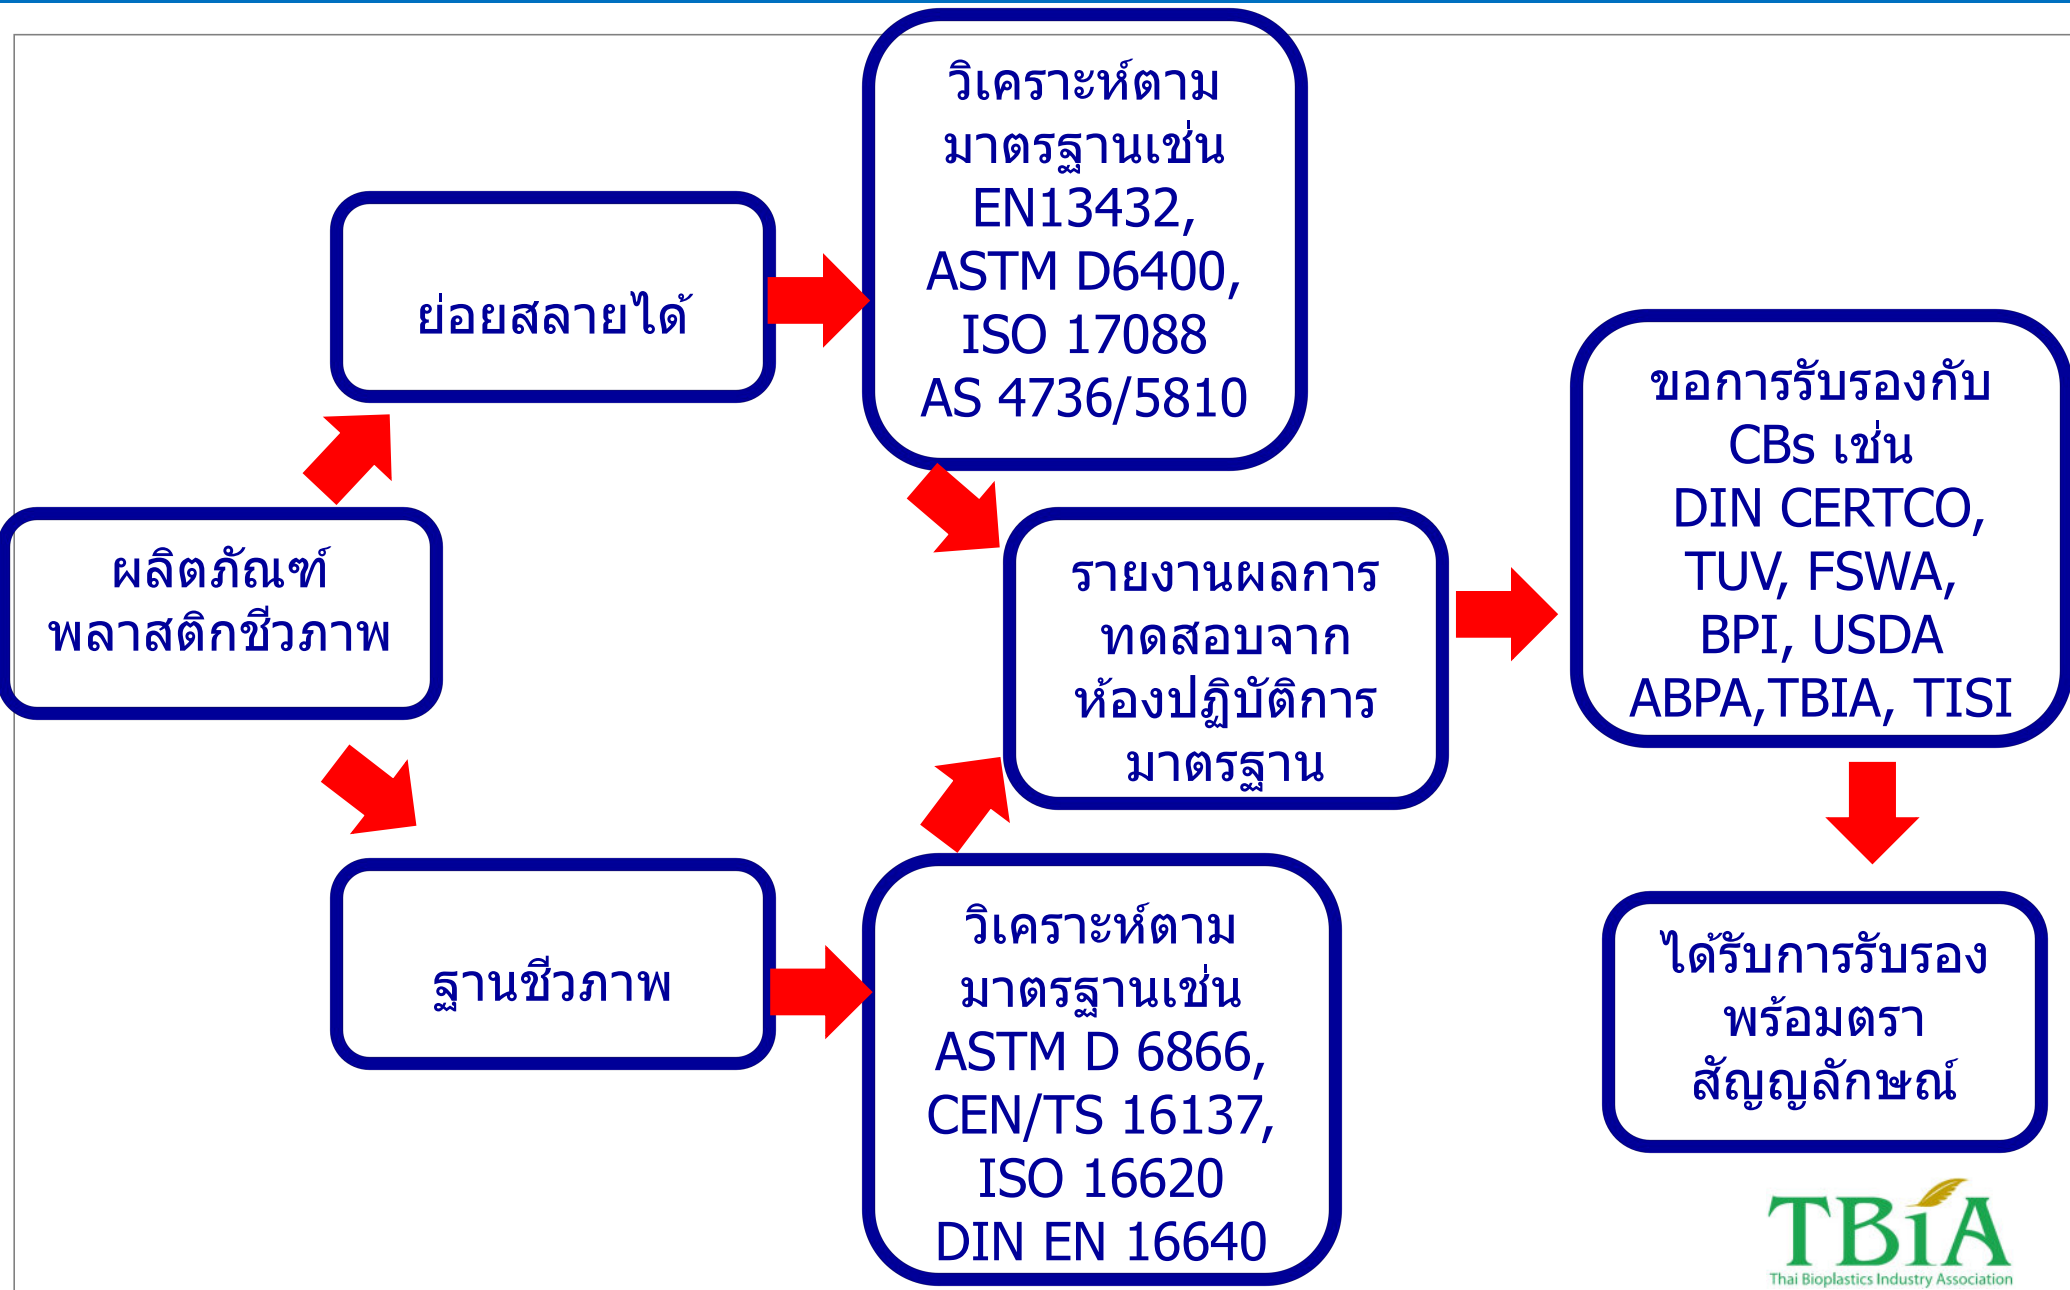 ผลิตภัณฑ์
พลาสติกชีวภาพ
ย่อยสลายได้
วิเคราะห์ตาม
มาตรฐานเช่น
EN13432,
ASTM D6400,
ISO 17088
AS 4736/5810
ฐานชีวภาพ
วิเคราะห์ตาม
มาตรฐานเช่น
ASTM D 6866,
CEN/TS 16137,
ISO 16620
DIN EN 16640
รายงานผลการ
ทดสอบจาก
ห้องปฏิบัติการ
มาตรฐาน
ขอการรับรองกับ
CBs เช่น
DIN CERTCO,
TUV, FSWA,
BPI, USDA
ABPA,TBIA, TISI
ได้รับการรับรอง
พร้อมตรา
สัญญลักษณ์
TBiA
Thai Bioplastics Industry Association